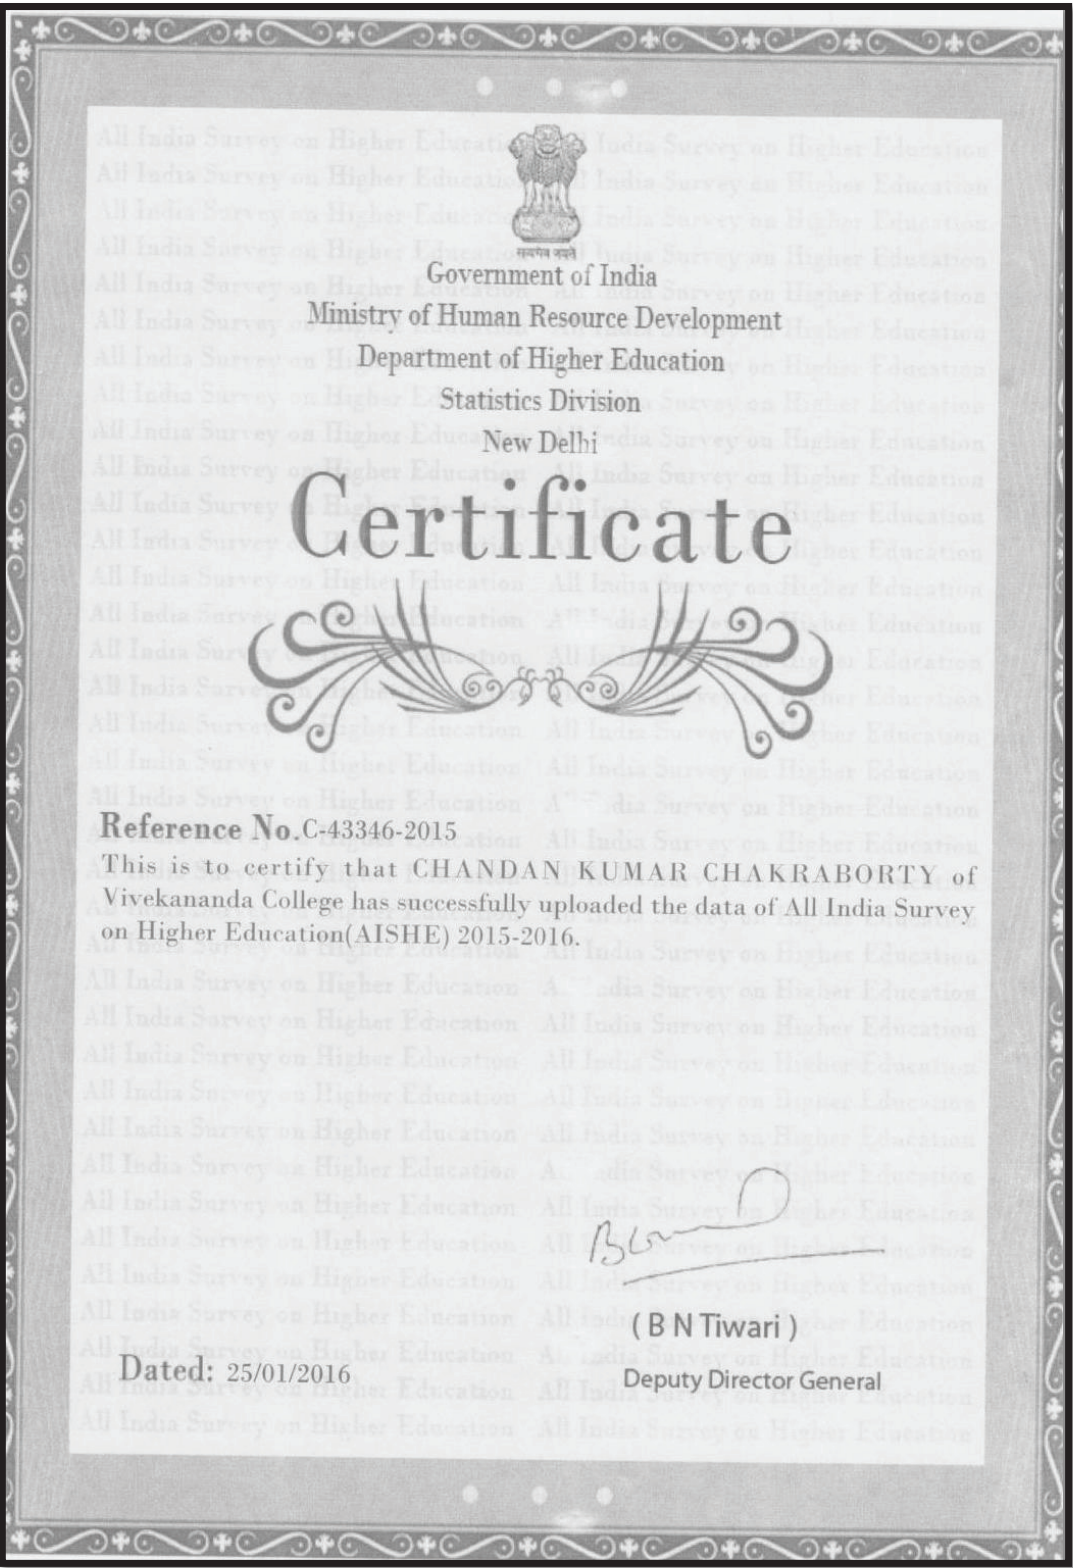 सत्यमेव जयते
Government of India
Ministry of Human Resource Development
Department of Higher Education
Statistics Division
New Delhi
Certificate
Reference No.C-43346-2015
This is to certify that CHANDAN KUMAR CHAKRABORTY of
Vivekananda College has successfully uploaded the data of All India Survey
on Higher Education(AISHE) 2015-2016.
( B N Tiwari )
Dated: 25/01/2016
Deputy Director General